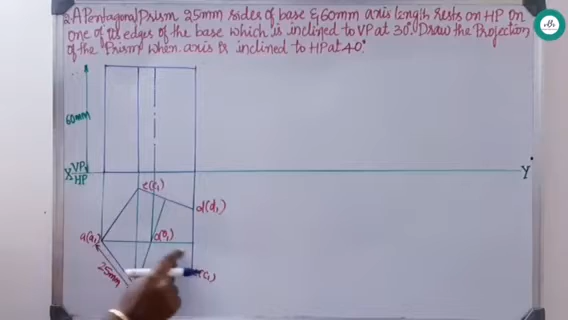 2. A Pentagonal Prism 25mm sides of base & 60mm axis length rests on HP on
one of its edges of the base which is inclined to VP at 30°. Draw the Projection
of the Prism when axis is inclined to HP at 40°
60mm
X VP
HP
Y
e(e₁)
d(d₁)
a(a₁)
o(o₁)
25mm